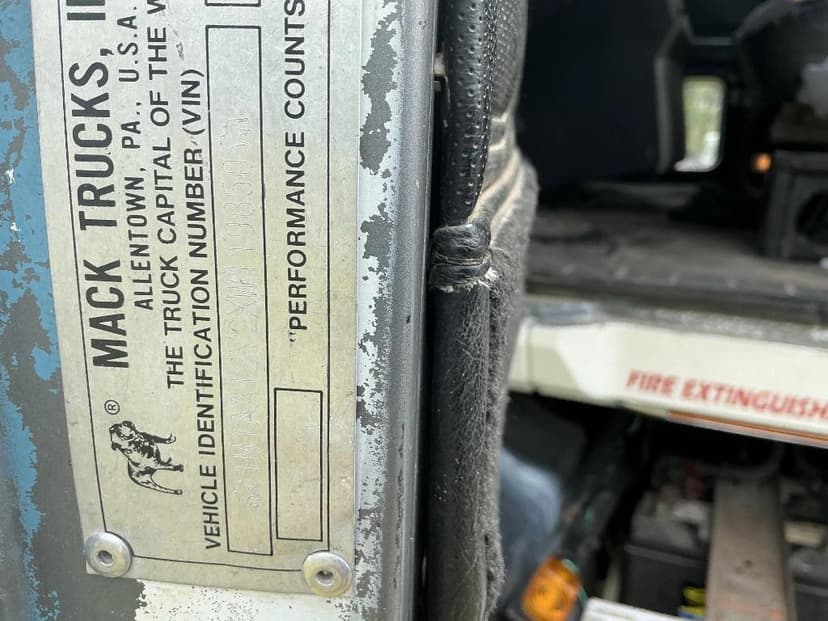 MACK TRUCKS, I
ALLENTOWN, PA., U.S.A.
THE TRUCK CAPITAL OF THE W
VEHICLE IDENTIFICATION NUMBER (VIN)
"PERFORMANCE COUNTS
®
FIRE EXTINGUISH